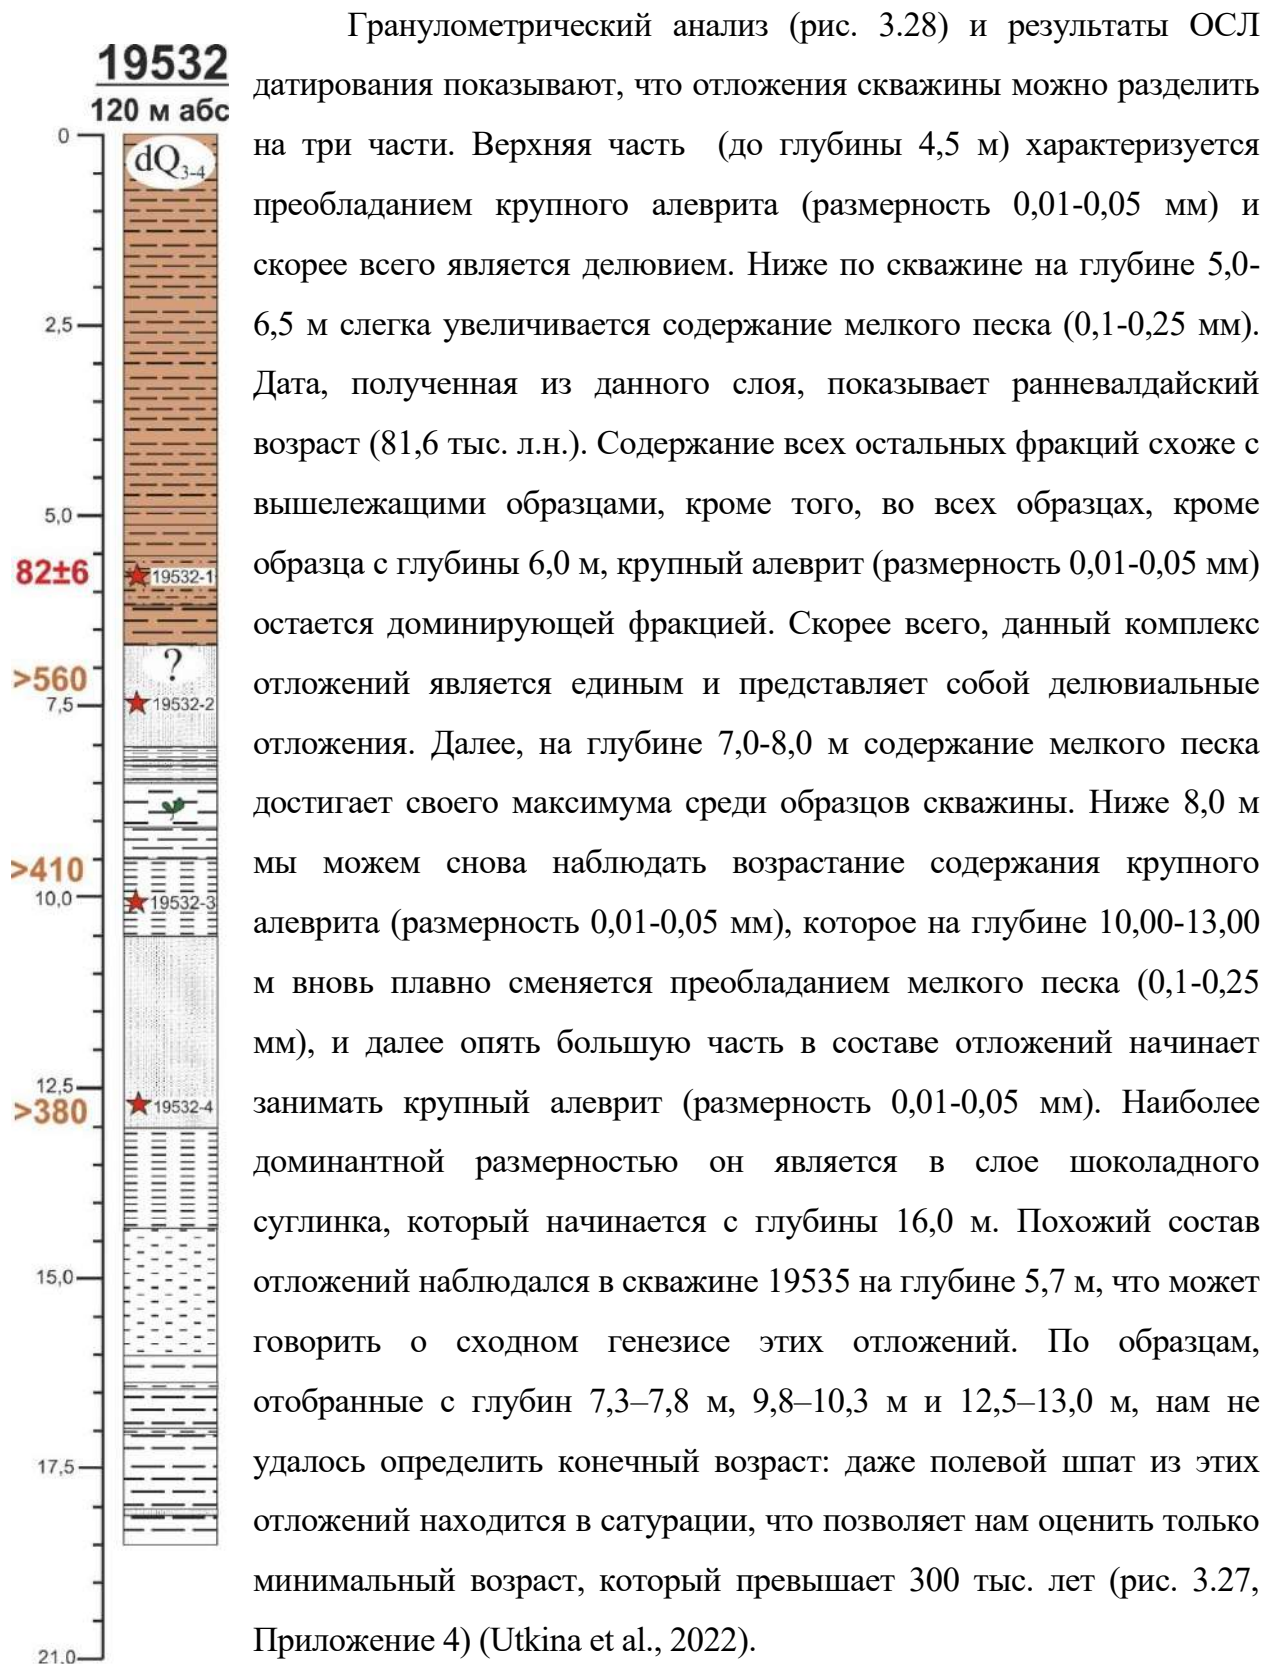 19532
120 м абс
0
dQ3-4
2,5
5,0
82±6
19532-1
?
>560
7,5
19532-2
>410
10,0
19532-3
12,5
>380
19532-4
15,0
17,5
21,0
Гранулометрический анализ (рис. 3.28) и результаты ОСЛ
датирования показывают, что отложения скважины можно разделить
на три части. Верхняя часть (до глубины 4,5 м) характеризуется
преобладанием крупного алеврита (размерность 0,01-0,05 мм) и
скорее всего является делювием. Ниже по скважине на глубине 5,0-
6,5 м слегка увеличивается содержание мелкого песка (0,1-0,25 мм).
Дата, полученная из данного слоя, показывает ранневалдайский
возраст (81,6 тыс. л.н.). Содержание всех остальных фракций схоже с
вышележащими образцами, кроме того, во всех образцах, кроме
образца с глубины 6,0 м, крупный алеврит (размерность 0,01-0,05 мм)
остается доминирующей фракцией. Скорее всего, данный комплекс
отложений является единым и представляет собой делювиальные
отложения. Далее, на глубине 7,0-8,0 м содержание мелкого песка
достигает своего максимума среди образцов скважины. Ниже 8,0 м
мы можем снова наблюдать возрастание содержания крупного
алеврита (размерность 0,01-0,05 мм), которое на глубине 10,00-13,00
м вновь плавно сменяется преобладанием мелкого песка (0,1-0,25
мм), и далее опять большую часть в составе отложений начинает
занимать крупный алеврит (размерность 0,01-0,05 мм). Наиболее
доминантной размерностью он является в слое шоколадного
суглинка, который начинается с глубины 16,0 м. Похожий состав
отложений наблюдался в скважине 19535 на глубине 5,7 м, что может
говорить о сходном генезисе этих отложений. По образцам,
отобранные с глубин 7,3–7,8 м, 9,8–10,3 м и 12,5–13,0 м, нам не
удалось определить конечный возраст: даже полевой шпат из этих
отложений находится в сатурации, что позволяет нам оценить только
минимальный возраст, который превышает 300 тыс. лет (рис. 3.27,
Приложение 4) (Utkina et al., 2022).